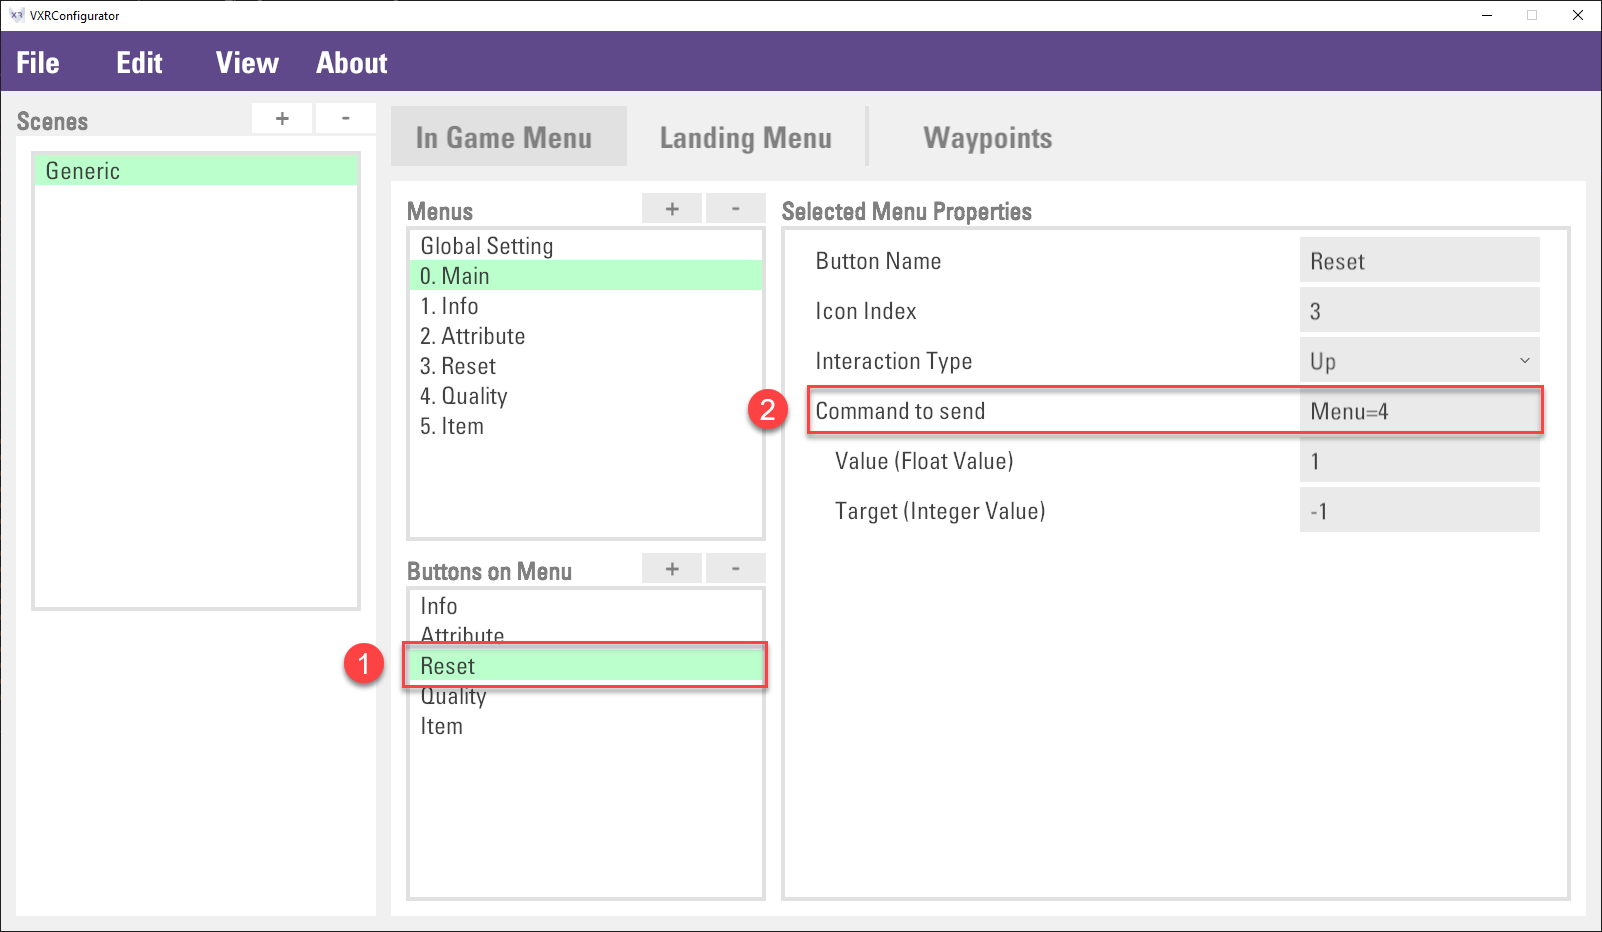 VXRConfigurator
File Edit View About
Scenes + -
Generic
In Game Menu Landing Menu Waypoints
Menus + -
Global Setting
0. Main
1. Info
2. Attribute
3. Reset
4. Quality
5. Item
Buttons on Menu + -
Info
Attribute
1 Reset
Quality
Item
Selected Menu Properties
Button Name Reset
Icon Index 3
Interaction Type Up
2 Command to send Menu=4
Value (Float Value) 1
Target (Integer Value) -1